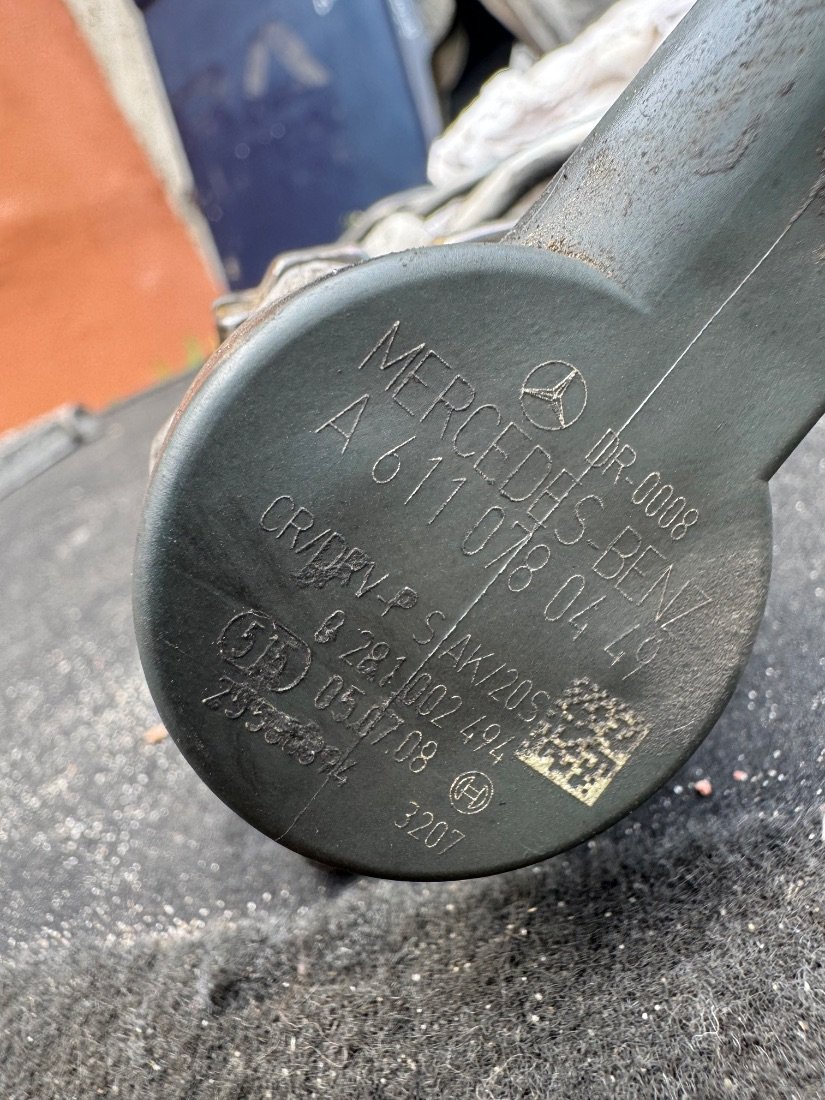 DR-0008
MERCEDES-BENZ
A 611 078 04 49
CR/DRV-P S AK/20S
0 281 002 494
515 05.07.08
3207